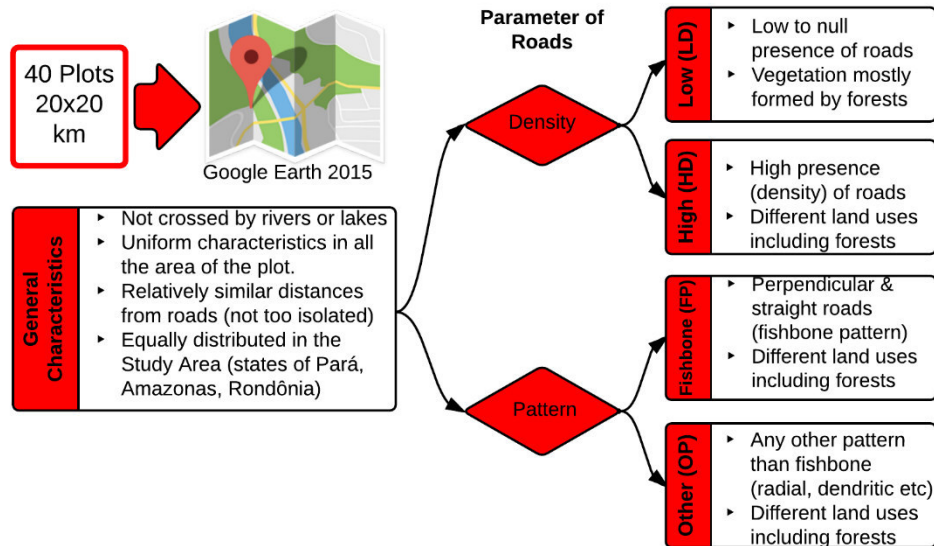 40 Plots
20x20
km
Google Earth 2015
Parameter of
Roads
General
Characteristics
‣ Not crossed by rivers or lakes
‣ Uniform characteristics in all
the area of the plot.
‣ Relatively similar distances
from roads (not too isolated)
‣ Equally distributed in the
Study Area (states of Pará,
Amazonas, Rondônia)
Density
Low (LD)
‣ Low to null
presence of roads
‣ Vegetation mostly
formed by forests
High (HD)
‣ High presence
(density) of roads
‣ Different land uses
including forests
Pattern
Fishbone (FP)
‣ Perpendicular &
straight roads
(fishbone pattern)
‣ Different land uses
including forests
Other (OP)
‣ Any other pattern
than fishbone
(radial, dendritic etc)
‣ Different land uses
including forests